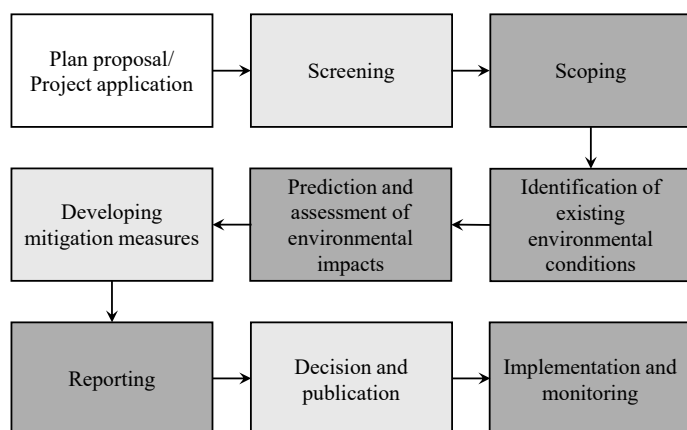 Plan proposal/
Project application
Screening
Scoping
Developing
mitigation measures
Prediction and
assessment of
environmental
impacts
Identification of
existing
environmental
conditions
Reporting
Decision and
publication
Implementation and
monitoring